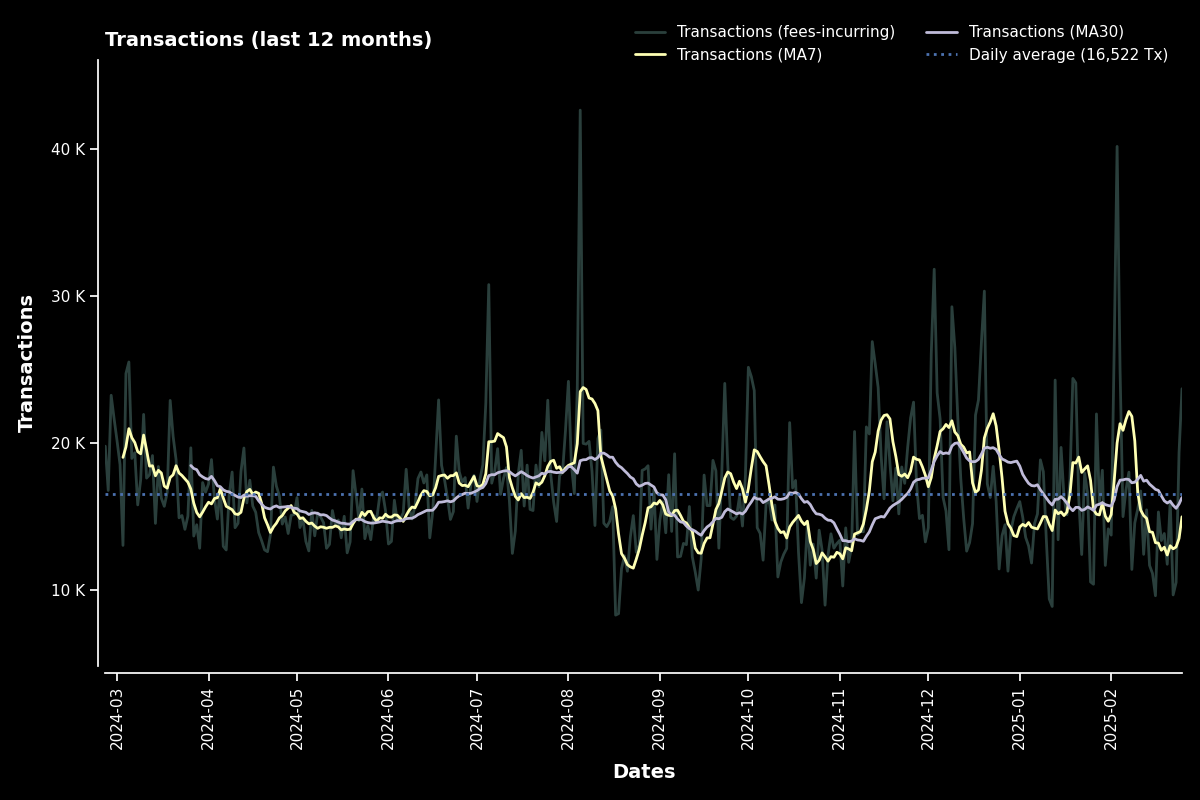 Transactions (last 12 months)
Transactions (fees-incurring)
Transactions (MA7)
Transactions (MA30)
Daily average (16,522 Tx)
Transactions
40 K
30 K
20 K
10 K
2024-03
2024-04
2024-05
2024-06
2024-07
2024-08
2024-09
2024-10
2024-11
2024-12
2025-01
2025-02
Dates